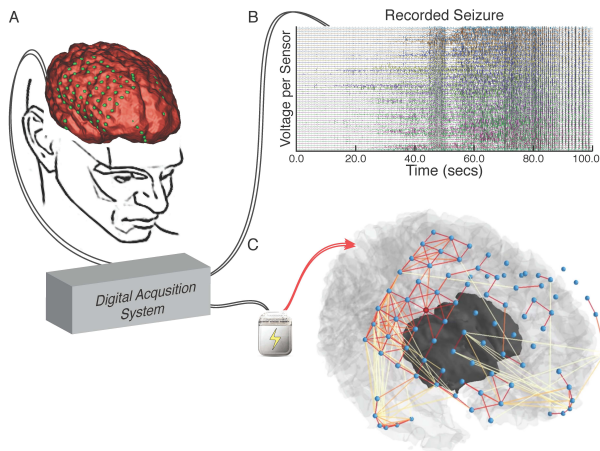 A
B
Recorded Seizure
Voltage per Sensor
0.0 20.0 40.0 60.0 80.0 100.0
Time (secs)
C
Digital Acqusition
System